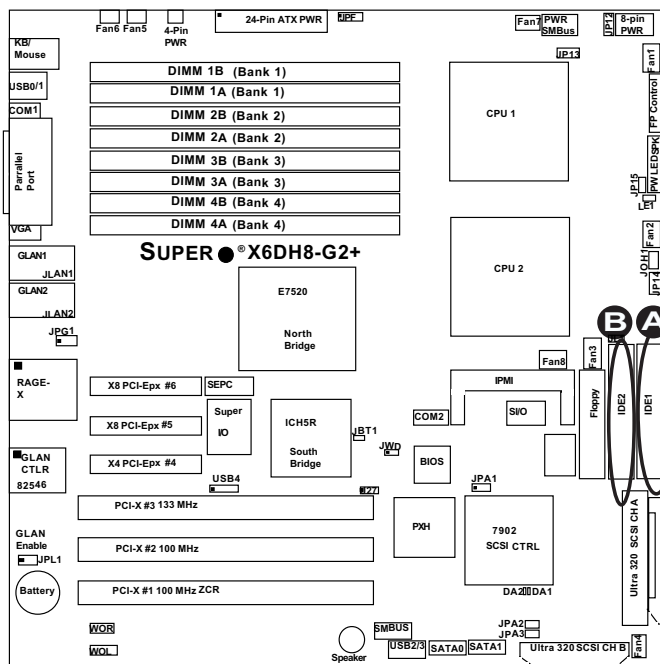 Fan6 Fan5
4-Pin
PWR
24-Pin ATX PWR
JPF
Fan7
PWR
SMBus
JP12
8-pin
PWR
KB/
Mouse
JP13
Fan1
USB0/1
COM1
DIMM 1B (Bank 1)
DIMM 1A (Bank 1)
DIMM 2B (Bank 2)
DIMM 2A (Bank 2)
DIMM 3B (Bank 3)
DIMM 3A (Bank 3)
DIMM 4B (Bank 4)
DIMM 4A (Bank 4)
CPU 1
FP Control
Parrallel
Port
PW LED SPK
JP15
LE1
VGA
Fan2
SUPER ● ® X6DH8-G2+
GLAN1
JLAN1
JOH1
CPU 2
JP14
GLAN2
JLAN2
E7520
North
Bridge
JPG1
B
A
Fan3
Fan8
RAGE-
X
X8 PCI-Epx #6
SEPC
IPMI
Floppy
IDE2
IDE1
Super
I/O
ICH5R
South
Bridge
COM2
SI/O
X8 PCI-Epx #5
JBT1
JWD
BIOS
GLAN
CTLR
82546
X4 PCI-Epx #4
USB4
JPA1
PCI-X #3 133 MHz
PXH
7902
SCSI CTRL
Ultra 320 SCSI CH A
GLAN
Enable
JPL1
PCI-X #2 100 MHz
Battery
PCI-X #1 100 MHz ZCR
DA2 DA1
WOR
SMBUS
JPA2
JPA3
WOL
Speaker
USB2/3
SATA0
SATA1
Ultra 320 SCSI CH B
Fan4